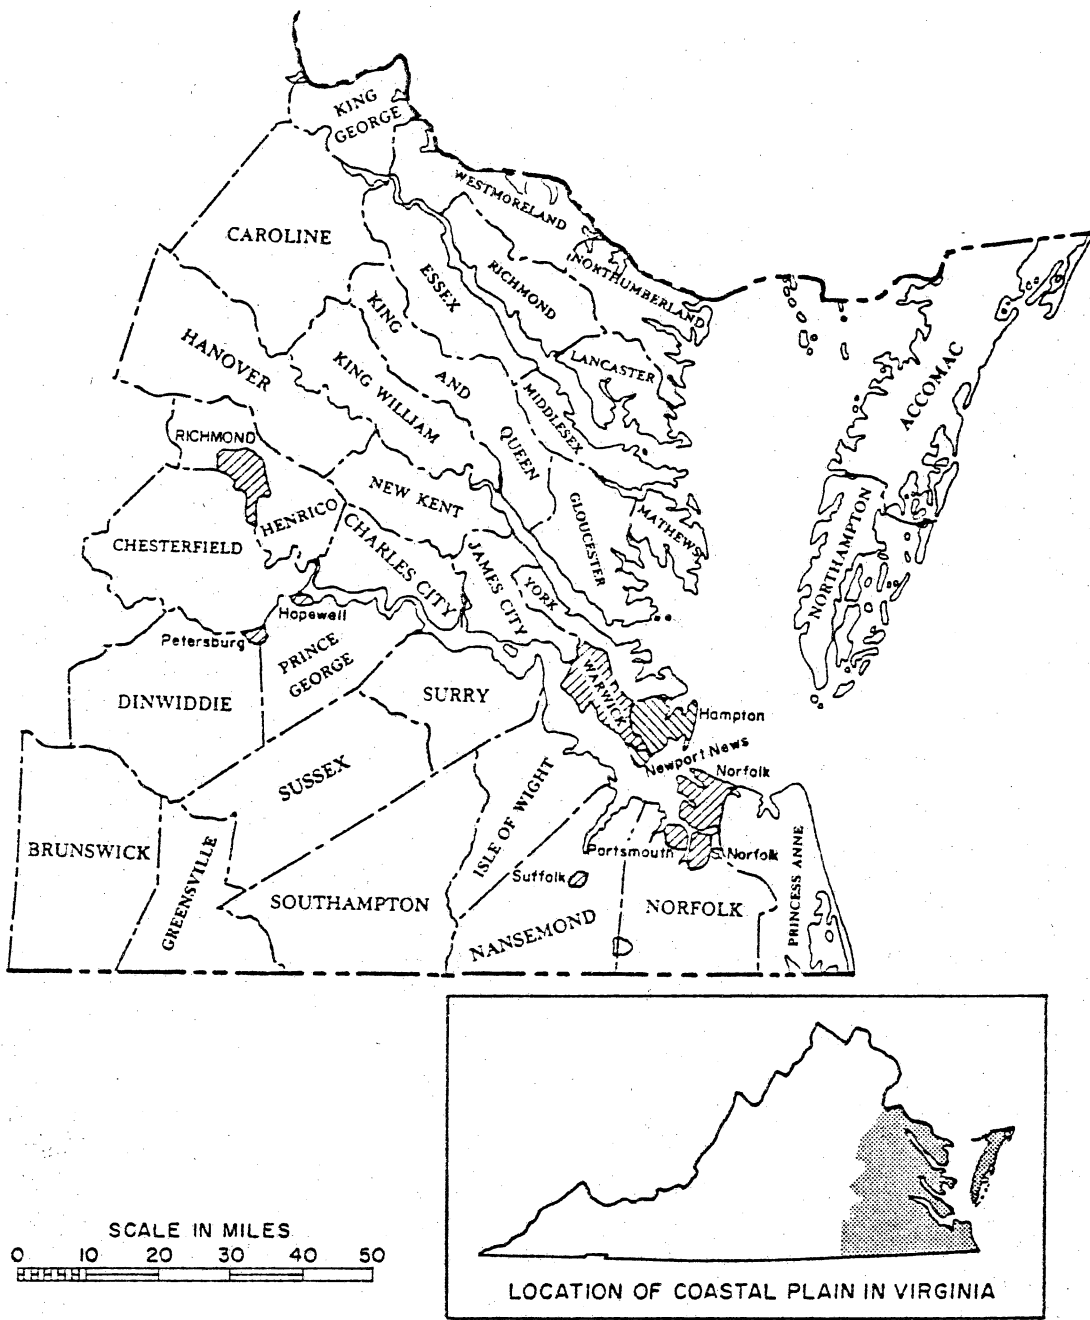 KING
GEORGE
WESTMORELAND
CAROLINE
NORTHUMBERLAND
ESSEX
RICHMOND
KING
AND
QUEEN
HANOVER
KING WILLIAM
LANCASTER
MIDDLESEX
ACCOMAC
RICHMOND
NEW KENT
GLOUCESTER
MATHEWS
NORTHAMPTON
HENRICO
CHESTERFIELD
CHARLES CITY
JAMES CITY
YORK
Hopewell
Petersburg
PRINCE
GEORGE
DINWIDDIE
SURRY
WARWICK
Hampton
Newport News
Norfolk
SUSSEX
ISLE OF WIGHT
BRUNSWICK
GREENSVILLE
Portsmouth
S. Norfolk
Suffolk
SOUTHAMPTON
NANSEMOND
NORFOLK
PRINCESS ANNE
SCALE IN MILES
0 10 20 30 40 50
LOCATION OF COASTAL PLAIN IN VIRGINIA